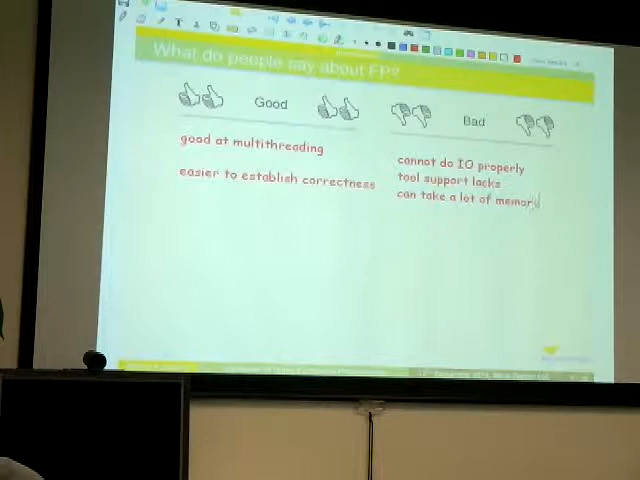 What do people say about FP?
Good
Bad
good at multithreading
easier to establish correctness
cannot do IO properly
tool support lacks
can take a lot of memory